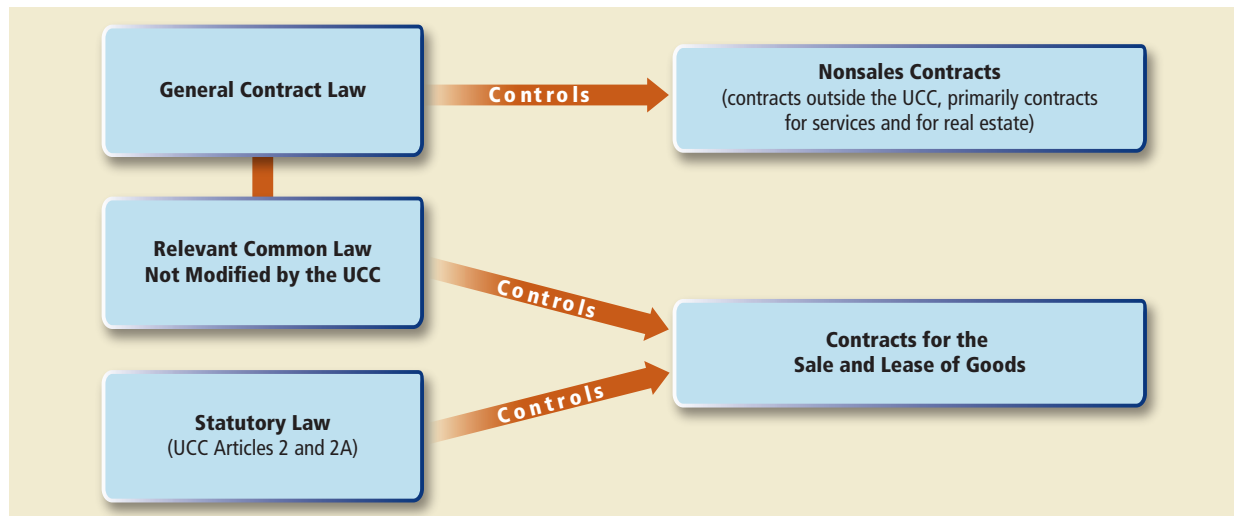 General Contract Law
Controls
Nonsales Contracts
(contracts outside the UCC, primarily contracts
for services and for real estate)
Relevant Common Law
Not Modified by the UCC
Controls
Contracts for the
Sale and Lease of Goods
Statutory Law
(UCC Articles 2 and 2A)
Controls